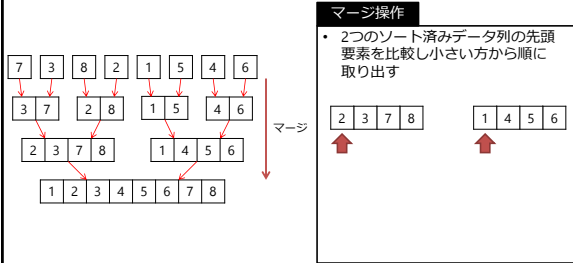 7 3 8 2 1 5 4 6
3 7 2 8 1 5 4 6
2 3 7 8 1 4 5 6
1 2 3 4 5 6 7 8
マージ
マージ操作
• 2つのソート済みデータ列の先頭
要素を比較し小さい方から順に
取り出す
2 3 7 8 1 4 5 6